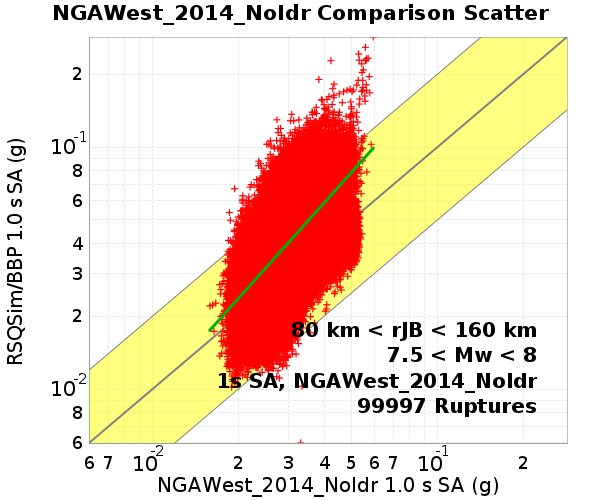 NGAWest_2014_NoIdr Comparison Scatter
RSQSim/BBP 1.0 s SA (g)
2
10-1
8
6
4
3
2
10-2
8
6
80 km < rJB < 160 km
7.5 < Mw < 8
1s SA, NGAWest_2014_NoIdr
99997 Ruptures
6 7 10-2 2 3 4 5 6 7 10-1 2
NGAWest_2014_NoIdr 1.0 s SA (g)